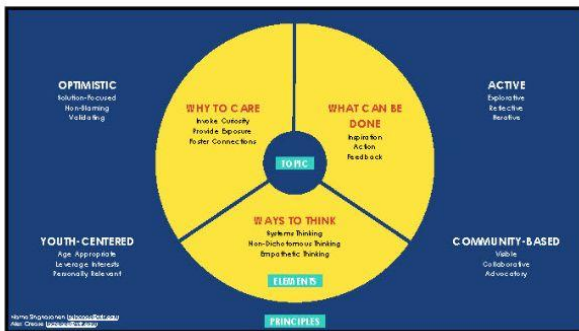 OPTIMISTIC
Solution-Focused
Non-Blaming
Validating
ACTIVE
Explorative
Reflective
Iterative
WHY TO CARE
Invoke Curiosity
Provide Exposure
Foster Connections
WHAT CAN BE
DONE
Inspiration
Action
Feedback
TOPIC
WAYS TO THINK
Systems Thinking
Non-Dichotomous Thinking
Empathetic Thinking
ELEMENTS
YOUTH-CENTERED
Age Appropriate
Leverage Interests
Personally Relevant
COMMUNITY-BASED
Visible
Collaborative
Advocatory
PRINCIPLES